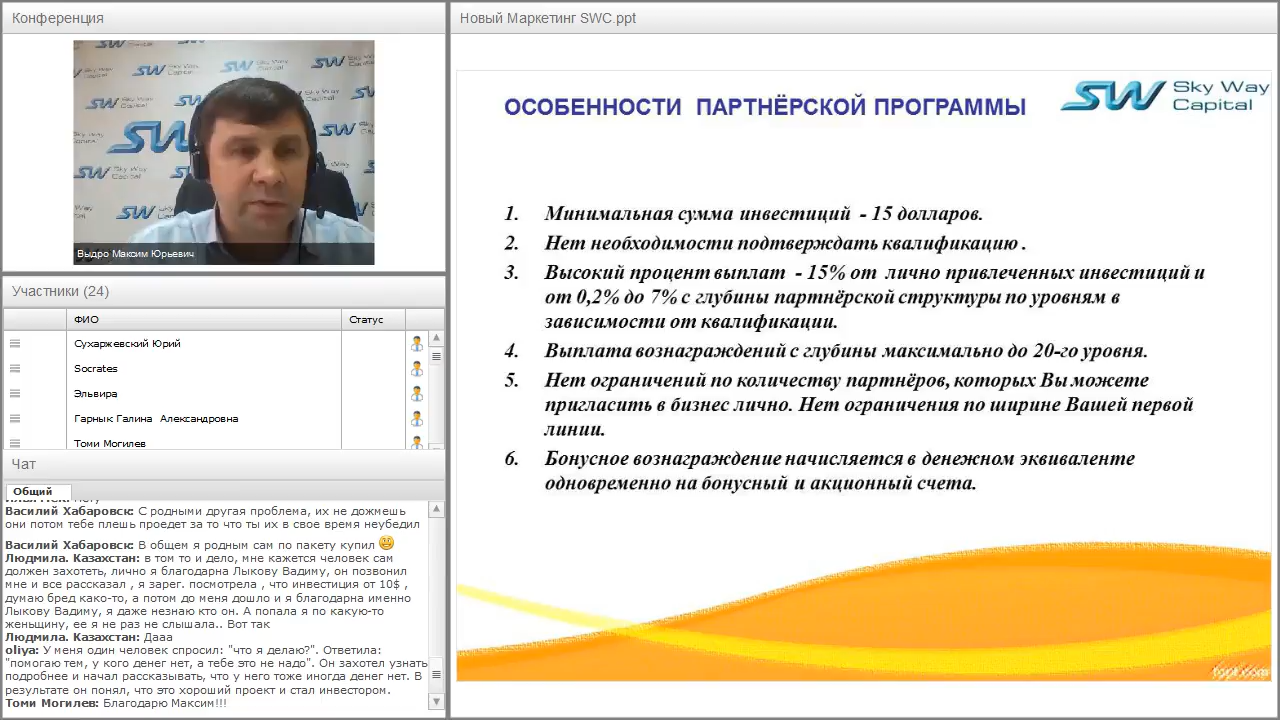 Конференция
Выдро Максим Юрьевич
Участники (24)
ФИО
Статус
Сухаржевский Юрий
Socrates
Эльвира
Гарнык Галина Александровна
Томи Могилев
Чат
Общий
Василий Хабаровск: С родными другая проблема, их не дожмешь
они потом тебе плешь проедет за то что ты их в свое время неубедил
Василий Хабаровск: В общем я родным сам по пакету купил
Людмила. Казахстан: в том то и дело, мне кажется человек сам
должен захотеть, лично я благодарна Лыкову Вадиму, он позвонил
мне и все рассказал , я зарег. посмотрела , что инвестиция от 10$ ,
думаю бред како-то, а потом до меня дошло и я благодарна именно
Лыкову Вадиму, я даже незнаю кто он. А попала я по какую-то
женьщину, ее я не раз не слышала.. Вот так
Людмила. Казахстан: Дааа
oliya: У меня один человек спросил: "что я делаю?". Ответила:
"помогаю тем, у кого денег нет, а тебе это не надо". Он захотел узнать
подробнее и начал рассказывать, что у него тоже иногда денег нет. В
результате он понял, что это хороший проект и стал инвестором.
Томи Могилев: Благодарю Максим!!!
Новый Маркетинг SWC.ppt
ОСОБЕННОСТИ ПАРТНЁРСКОЙ ПРОГРАММЫ
SW Sky Way
Capital
1. Минимальная сумма инвестиций - 15 долларов.
2. Нет необходимости подтверждать квалификацию .
3. Высокий процент выплат - 15% от лично привлеченных инвестиций и
от 0,2% до 7% с глубины партнёрской структуры по уровням в
зависимости от квалификации.
4. Выплата вознаграждений с глубины максимально до 20-го уровня.
5. Нет ограничений по количеству партнёров, которых Вы можете
пригласить в бизнес лично. Нет ограничения по ширине Вашей первой
линии.
6. Бонусное вознаграждение начисляется в денежном эквиваленте
одновременно на бонусный и акционный счета.